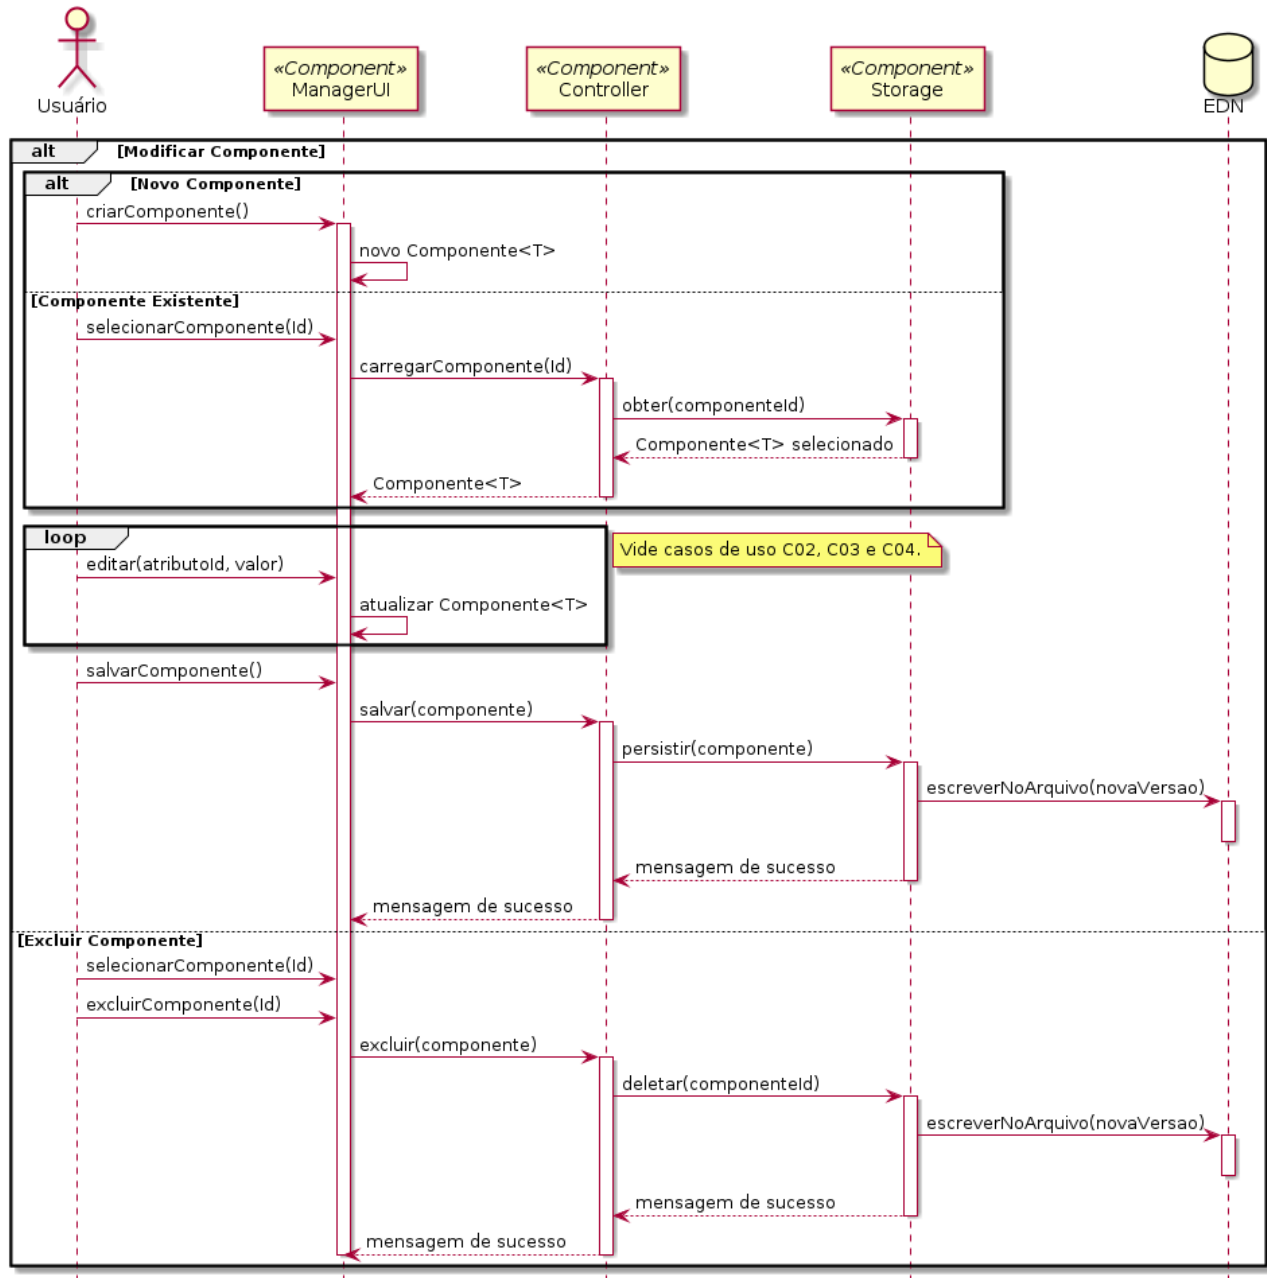 Usuário
«Component»
ManagerUI
«Component»
Controller
«Component»
Storage
EDN
alt [Modificar Componente]
alt [Novo Componente]
criarComponente()
novo Componente<T>
[Componente Existente]
selecionarComponente(Id)
carregarComponente(Id)
obter(componenteId)
Componente<T> selecionado
Componente<T>
loop
Vide casos de uso C02, C03 e C04.
editar(atributoId, valor)
atualizar Componente<T>
salvarComponente()
salvar(componente)
persistir(componente)
escreverNoArquivo(novaVersao)
mensagem de sucesso
mensagem de sucesso
[Excluir Componente]
selecionarComponente(Id)
excluirComponente(Id)
excluir(componente)
deletar(componenteId)
escreverNoArquivo(novaVersao)
mensagem de sucesso
mensagem de sucesso